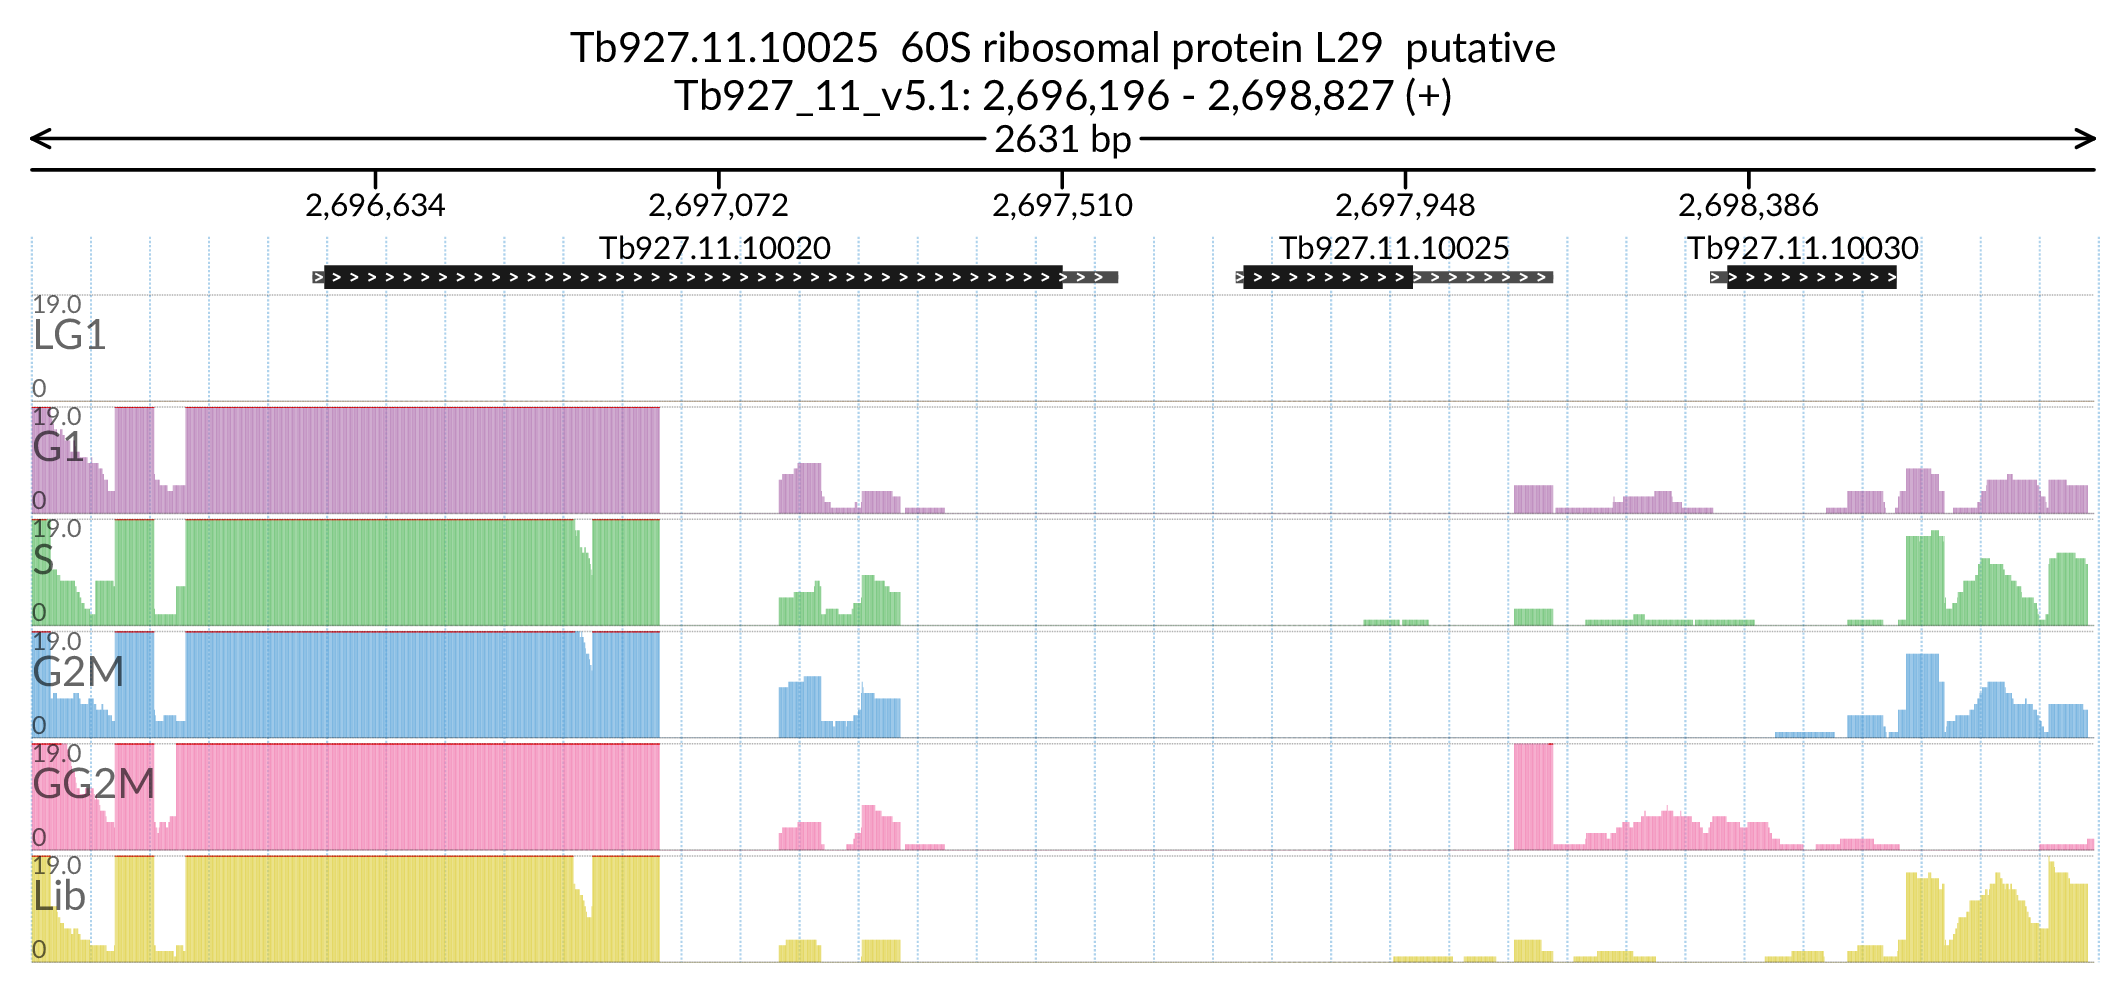 Tb927.11.10025  60S ribosomal protein L29  putative
Tb927_11_v5.1: 2,696,196 - 2,698,827 (+)
2631 bp
2,696,634 2,697,072 2,697,510 2,697,948 2,698,386
Tb927.11.10020 Tb927.11.10025 Tb927.11.10030
19.0
LG1
0
19.0
G1
0
19.0
S
0
19.0
G2M
0
19.0
GG2M
0
19.0
Lib
0